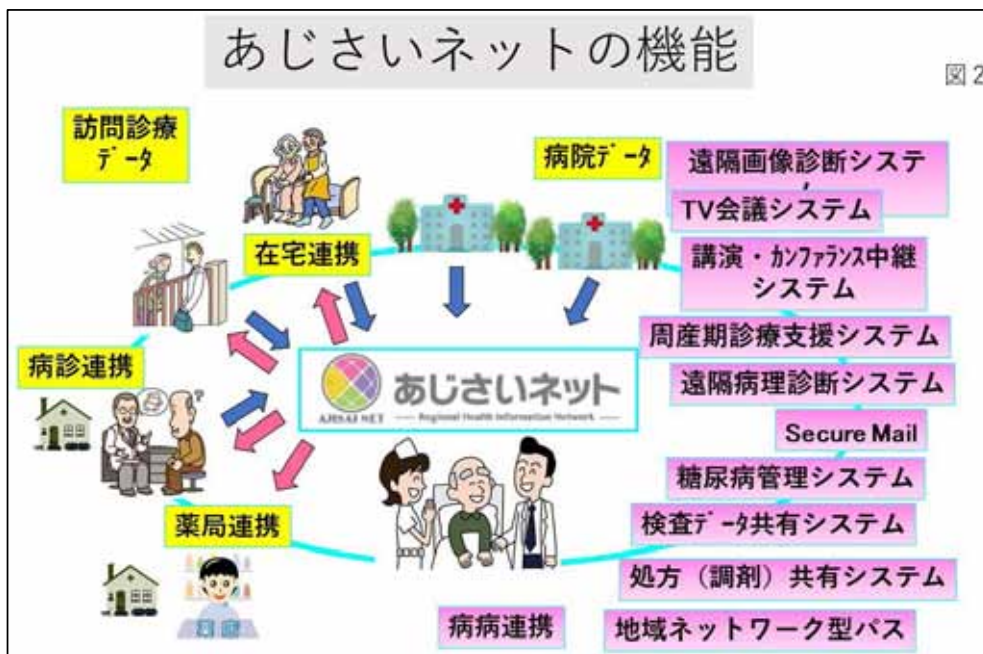 あじさいネットの機能
図2
訪問診療
ﾃﾞｰﾀ
病院ﾃﾞｰﾀ
在宅連携
病診連携
薬局連携
AJISAI NET
あじさいネット
Regional Health Information Network
遠隔画像診断システ
TV会議システム
講演・ｶﾝﾌｧﾗﾝｽ中継
システム
周産期診療支援システム
遠隔病理診断システム
Secure Mail
糖尿病管理システム
検査ﾃﾞｰﾀ共有システム
処方（調剤）共有システム
病病連携
地域ネットワーク型パス